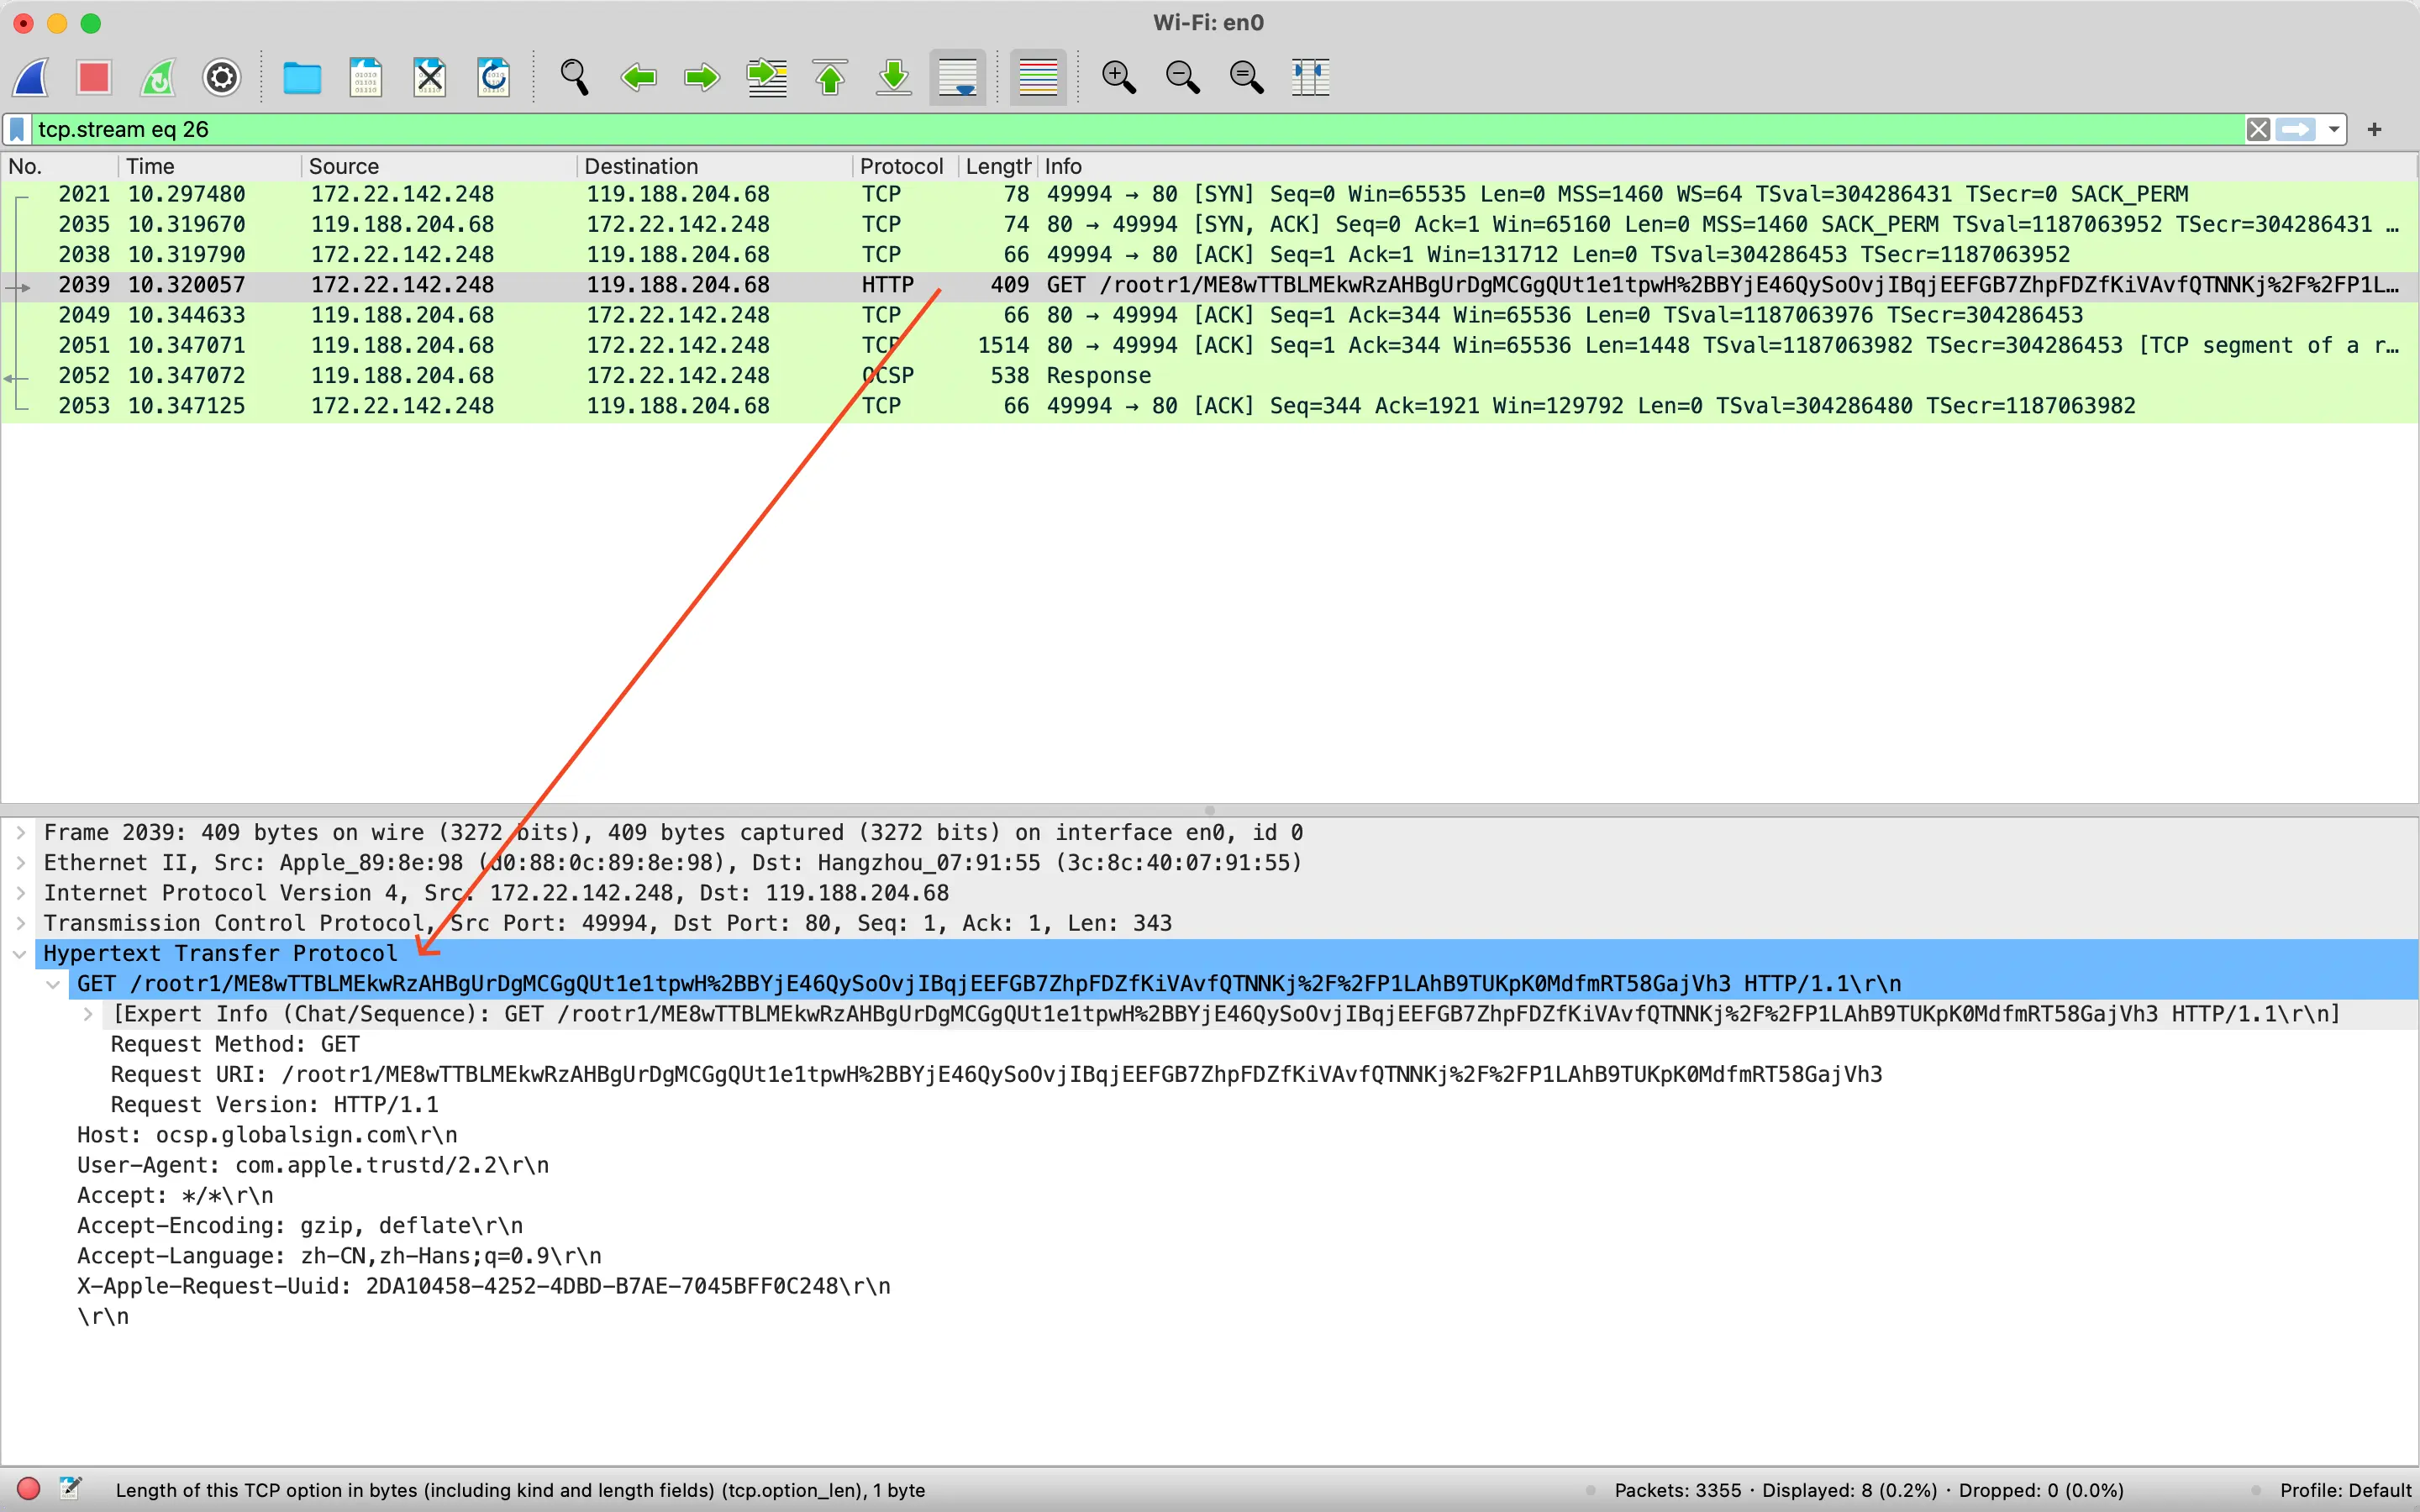 Wi-Fi: en0
tcp.stream eq 26
No. Time Source Destination Protocol Length Info
2021 10.297480 172.22.142.248 119.188.204.68 TCP 78 49994 → 80 [SYN] Seq=0 Win=65535 Len=0 MSS=1460 WS=64 TSval=304286431 TSecr=0 SACK_PERM
2035 10.319670 119.188.204.68 172.22.142.248 TCP 74 80 → 49994 [SYN, ACK] Seq=0 Ack=1 Win=65160 Len=0 MSS=1460 SACK_PERM TSval=1187063952 TSecr=304286431 …
2038 10.319790 172.22.142.248 119.188.204.68 TCP 66 49994 → 80 [ACK] Seq=1 Ack=1 Win=131712 Len=0 TSval=304286453 TSecr=1187063952
2039 10.320057 172.22.142.248 119.188.204.68 HTTP 409 GET /rootr1/ME8wTTBLMEkwRzAHBgUrDgMCGgQUt1e1tpwH%2BBYjE46QySoOvjIBqjEEFGB7ZhpFDZfKiVAvfQTNNKj%2F%2FP1L…
2049 10.344633 119.188.204.68 172.22.142.248 TCP 66 80 → 49994 [ACK] Seq=1 Ack=344 Win=65536 Len=0 TSval=1187063976 TSecr=304286453
2051 10.347071 119.188.204.68 172.22.142.248 TCP 1514 80 → 49994 [ACK] Seq=1 Ack=344 Win=65536 Len=1448 TSval=1187063982 TSecr=304286453 [TCP segment of a r…
2052 10.347072 119.188.204.68 172.22.142.248 OCSP 538 Response
2053 10.347125 172.22.142.248 119.188.204.68 TCP 66 49994 → 80 [ACK] Seq=344 Ack=1921 Win=129792 Len=0 TSval=304286480 TSecr=1187063982
Frame 2039: 409 bytes on wire (3272 bits), 409 bytes captured (3272 bits) on interface en0, id 0
Ethernet II, Src: Apple_89:8e:98 (d0:88:0c:89:8e:98), Dst: Hangzhou_07:91:55 (3c:8c:40:07:91:55)
Internet Protocol Version 4, Src: 172.22.142.248, Dst: 119.188.204.68
Transmission Control Protocol, Src Port: 49994, Dst Port: 80, Seq: 1, Ack: 1, Len: 343
Hypertext Transfer Protocol
GET /rootr1/ME8wTTBLMEkwRzAHBgUrDgMCGgQUt1e1tpwH%2BBYjE46QySoOvjIBqjEEFGB7ZhpFDZfKiVAvfQTNNKj%2F%2FP1LAhB9TUKpK0MdfmRT58GajVh3 HTTP/1.1\r\n
[Expert Info (Chat/Sequence): GET /rootr1/ME8wTTBLMEkwRzAHBgUrDgMCGgQUt1e1tpwH%2BBYjE46QySoOvjIBqjEEFGB7ZhpFDZfKiVAvfQTNNKj%2F%2FP1LAhB9TUKpK0MdfmRT58GajVh3 HTTP/1.1\r\n]
Request Method: GET
Request URI: /rootr1/ME8wTTBLMEkwRzAHBgUrDgMCGgQUt1e1tpwH%2BBYjE46QySoOvjIBqjEEFGB7ZhpFDZfKiVAvfQTNNKj%2F%2FP1LAhB9TUKpK0MdfmRT58GajVh3
Request Version: HTTP/1.1
Host: ocsp.globalsign.com\r\n
User-Agent: com.apple.trustd/2.2\r\n
Accept: */*\r\n
Accept-Encoding: gzip, deflate\r\n
Accept-Language: zh-CN,zh-Hans;q=0.9\r\n
X-Apple-Request-Uuid: 2DA10458-4252-4DBD-B7AE-7045BFF0C248\r\n
\r\n
Length of this TCP option in bytes (including kind and length fields) (tcp.option_len), 1 byte Packets: 3355 · Displayed: 8 (0.2%) · Dropped: 0 (0.0%) Profile: Default